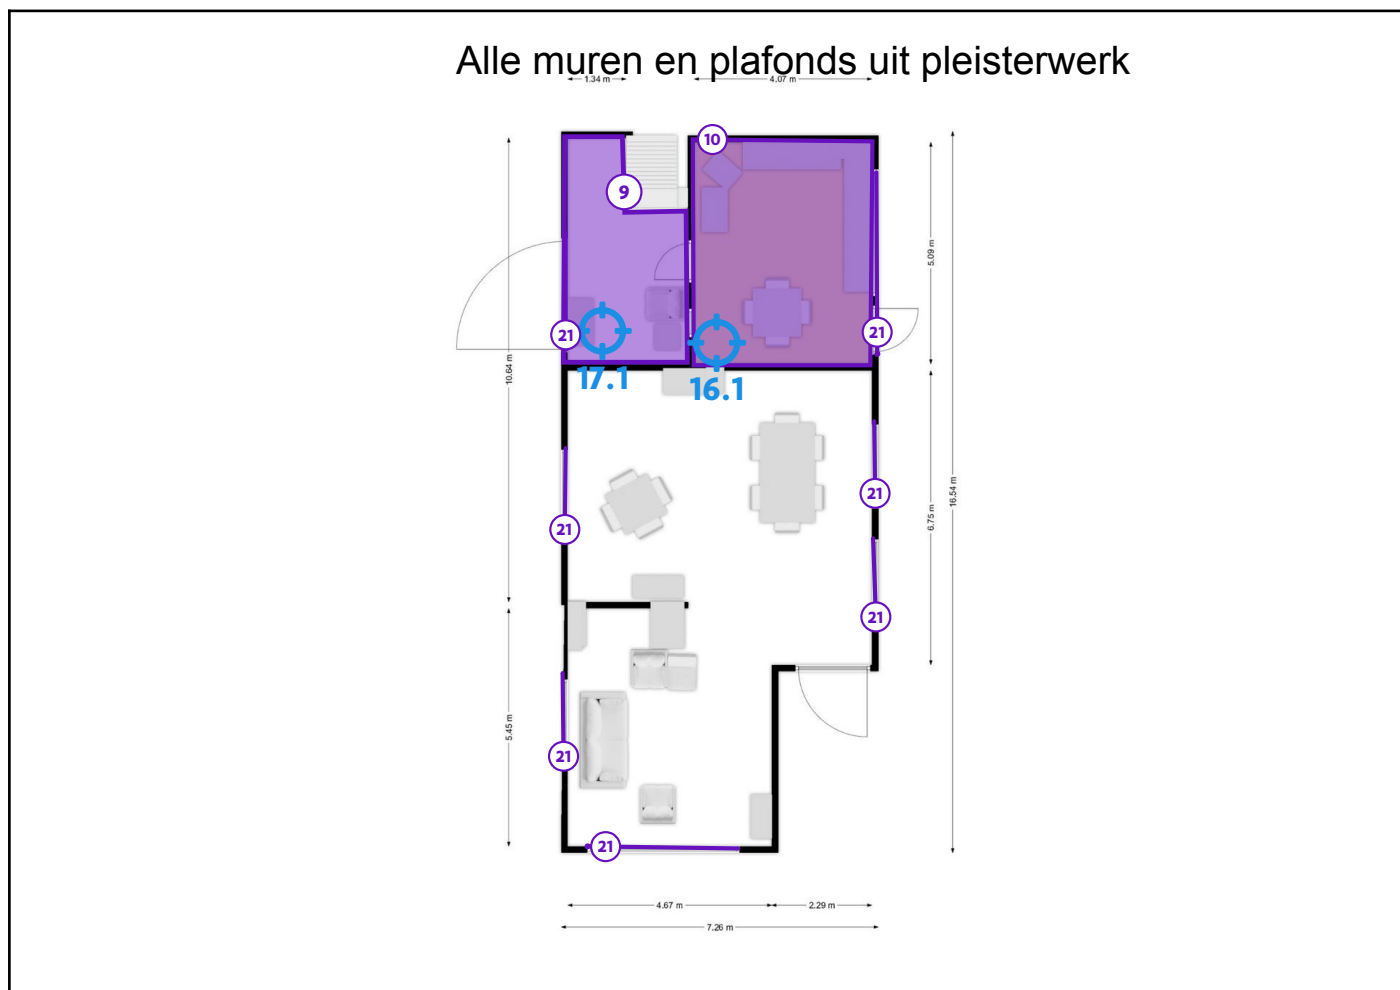 Alle muren en plafonds uit pleisterwerk
1.34 m
4.07 m
10
9
5.09 m
21
21
10.64 m
17.1
16.1
16.54 m
21
6.75 m
21
21
5.45 m
21
21
4.67 m
2.29 m
7.26 m